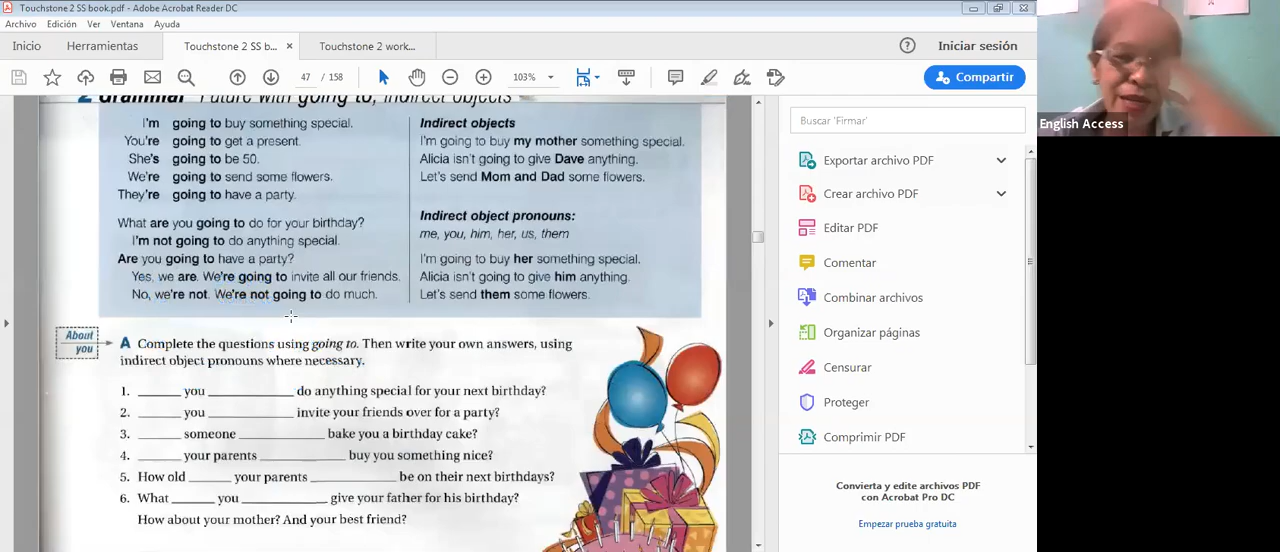 Touchstone 2 SS book.pdf - Adobe Acrobat Reader DC
Archivo Edición Ver Ventana Ayuda
Inicio Herramientas Touchstone 2 SS b... × Touchstone 2 work... Iniciar sesión
47 / 158 103% Compartir
English Access
2 Grammar Future with going to; indirect objects
I'm going to buy something special.
You're going to get a present.
She's going to be 50.
We're going to send some flowers.
They're going to have a party.
What are you going to do for your birthday?
I'm not going to do anything special.
Are you going to have a party?
Yes, we are. We're going to invite all our friends.
No, we're not. We're not going to do much.
Indirect objects
I'm going to buy my mother something special.
Alicia isn't going to give Dave anything.
Let's send Mom and Dad some flowers.
Indirect object pronouns:
me, you, him, her, us, them
I'm going to buy her something special.
Alicia isn't going to give him anything.
Let's send them some flowers.
About
you
A Complete the questions using going to. Then write your own answers, using
indirect object pronouns where necessary.
1. ______ you ____________ do anything special for your next birthday?
2. ______ you ____________ invite your friends over for a party?
3. ______ someone ____________ bake you a birthday cake?
4. ______ your parents ____________ buy you something nice?
5. How old ______ your parents ____________ be on their next birthdays?
6. What ______ you ____________ give your father for his birthday?
How about your mother? And your best friend?
Buscar 'Firmar'
Exportar archivo PDF
Crear archivo PDF
Editar PDF
Comentar
Combinar archivos
Organizar páginas
Censurar
Proteger
Comprimir PDF
Convierta y edite archivos PDF
con Acrobat Pro DC
Empezar prueba gratuita